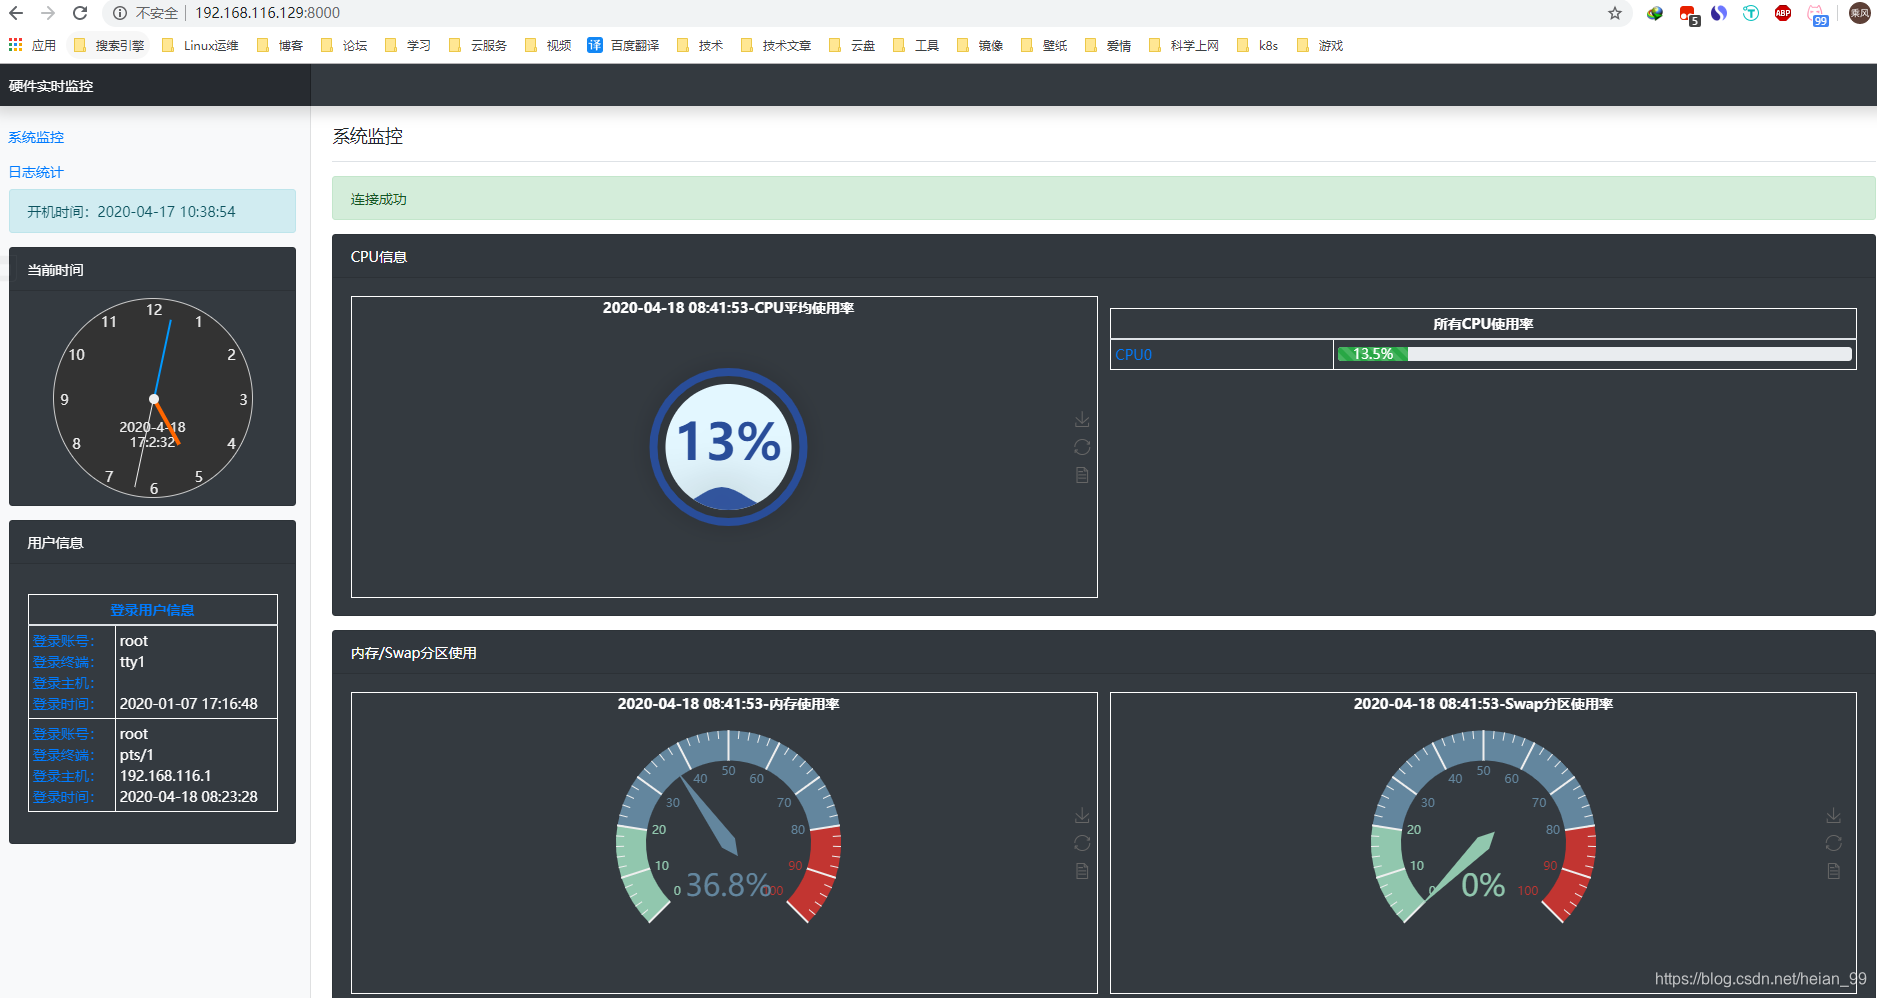 不安全 192.168.116.129:8000
5
ABP
99
乘风
应用 搜索引擎 Linux运维 博客 论坛 学习 云服务 视频 译 百度翻译 技术 技术文章 云盘 工具 镜像 壁纸 爱情 科学上网 k8s 游戏
硬件实时监控
系统监控
日志统计
开机时间：2020-04-17 10:38:54
当前时间
12
11 1
10 2
9 3
2020-4-18
17:2:32
8 4
7 5
6
用户信息
登录用户信息
登录账号： root
登录终端： tty1
登录主机：
登录时间： 2020-01-07 17:16:48
登录账号： root
登录终端： pts/1
登录主机： 192.168.116.1
登录时间： 2020-04-18 08:23:28
系统监控
连接成功
CPU信息
2020-04-18 08:41:53-CPU平均使用率
13%
所有CPU使用率
CPU0 13.5%
内存/Swap分区使用
2020-04-18 08:41:53-内存使用率
0 10 20 30 40 50 60 70 80 90 100
36.8%
2020-04-18 08:41:53-Swap分区使用率
0 10 20 30 40 50 60 70 80 90 100
0%
https://blog.csdn.net/heian_99